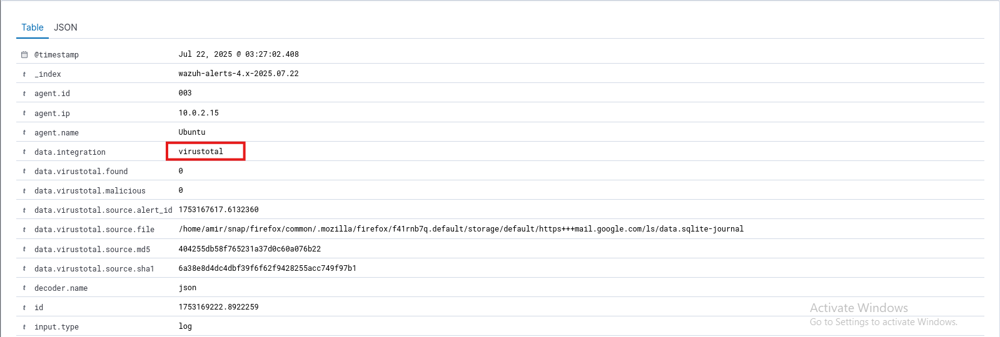 Table JSON
@timestamp Jul 22, 2025 @ 03:27:02.408
t _index wazuh-alerts-4.x-2025.07.22
t agent.id 003
t agent.ip 10.0.2.15
t agent.name Ubuntu
t data.integration virustotal
t data.virustotal.found 0
t data.virustotal.malicious 0
t data.virustotal.source.alert_id 1753167617.6132360
t data.virustotal.source.file /home/amir/snap/firefox/common/.mozilla/firefox/f41rnb7q.default/storage/default/https+++mail.google.com/ls/data.sqlite-journal
t data.virustotal.source.md5 404255db58f765231a37d0c60a076b22
t data.virustotal.source.sha1 6a38e8d4dc4dbf39f6f62f9428255acc749f97b1
t decoder.name json
t id 1753169222.8922259
t input.type log
Activate Windows
Go to Settings to activate Windows.